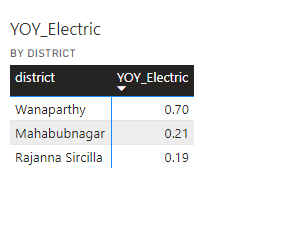 YOY_Electric
BY DISTRICT
district YOY_Electric
Wanaparthy 0.70
Mahabubnagar 0.21
Rajanna Sircilla 0.19